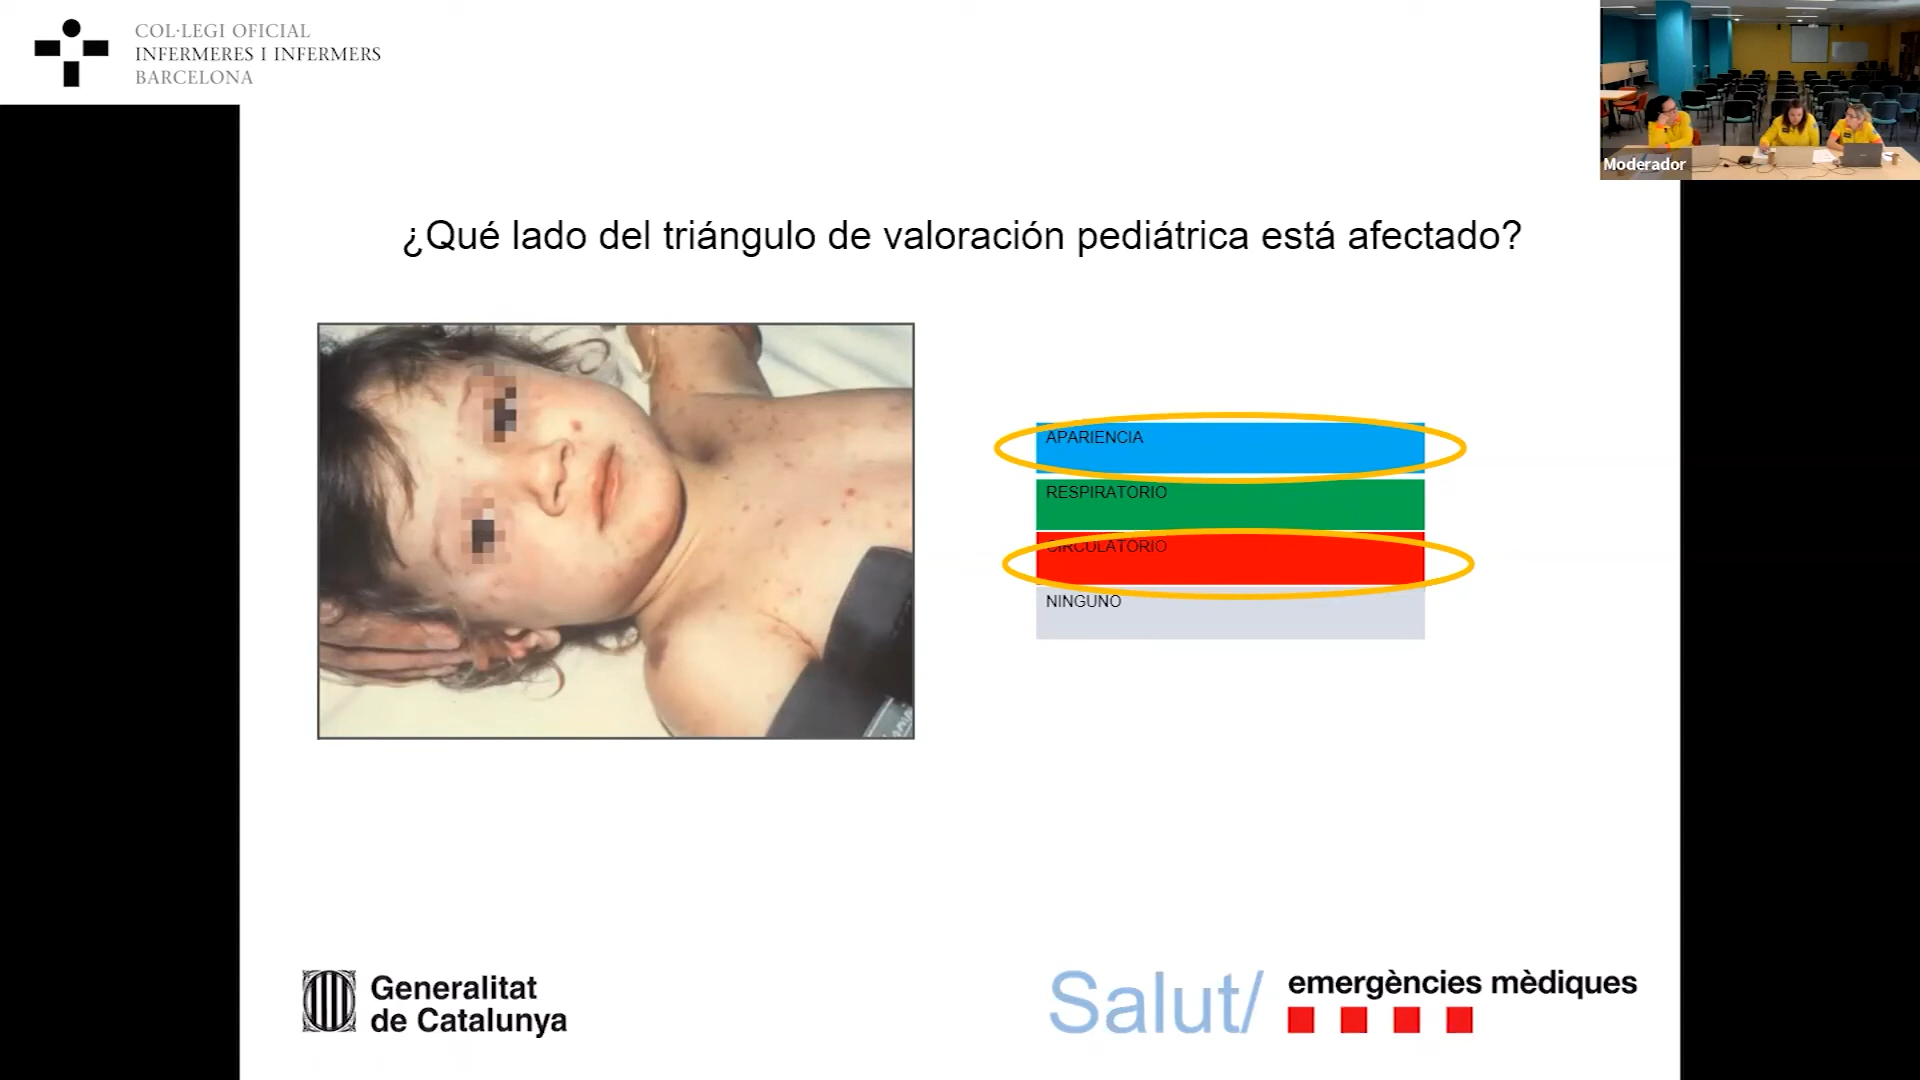 COL·LEGI OFICIAL
INFERMERES I INFERMERS
BARCELONA
Moderador
¿Qué lado del triángulo de valoración pediátrica está afectado?
APARIENCIA
RESPIRATORIO
CIRCULATORIO
NINGUNO
Generalitat
de Catalunya
Salut/
emergències mèdiques